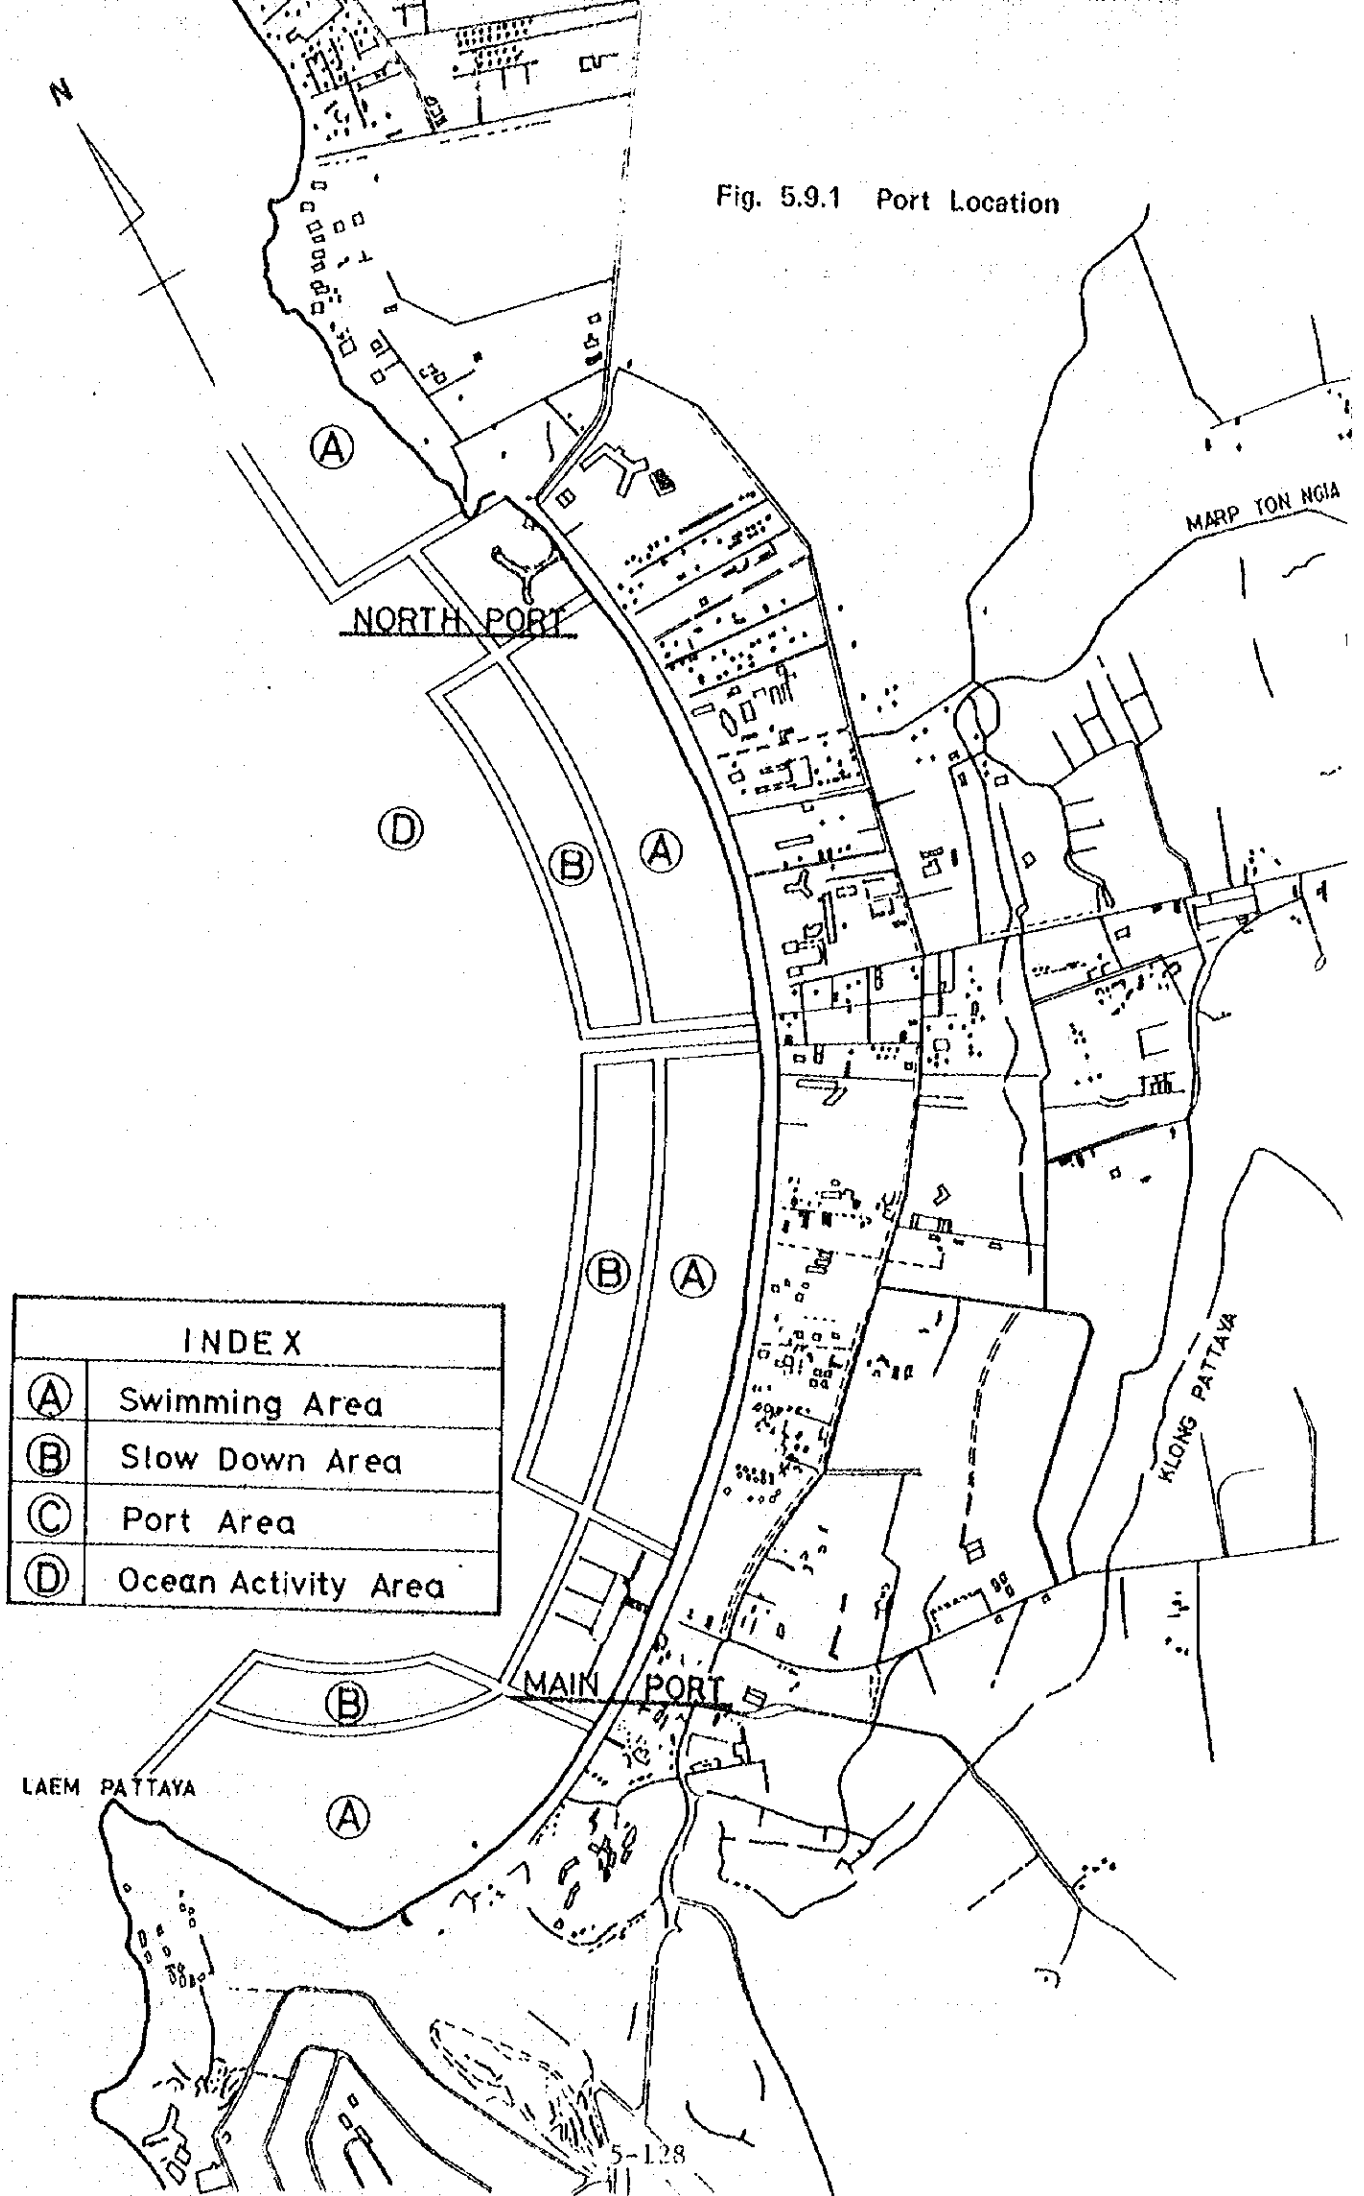 N
Fig. 5.9.1 Port Location
A
MARP TON NGIA
NORTH PORT
D
B
A
B
A
INDEX
A Swimming Area
B Slow Down Area
C Port Area
D Ocean Activity Area
KLONG PATTAYA
B
MAIN PORT
LAEM PATTAYA
A
5-128